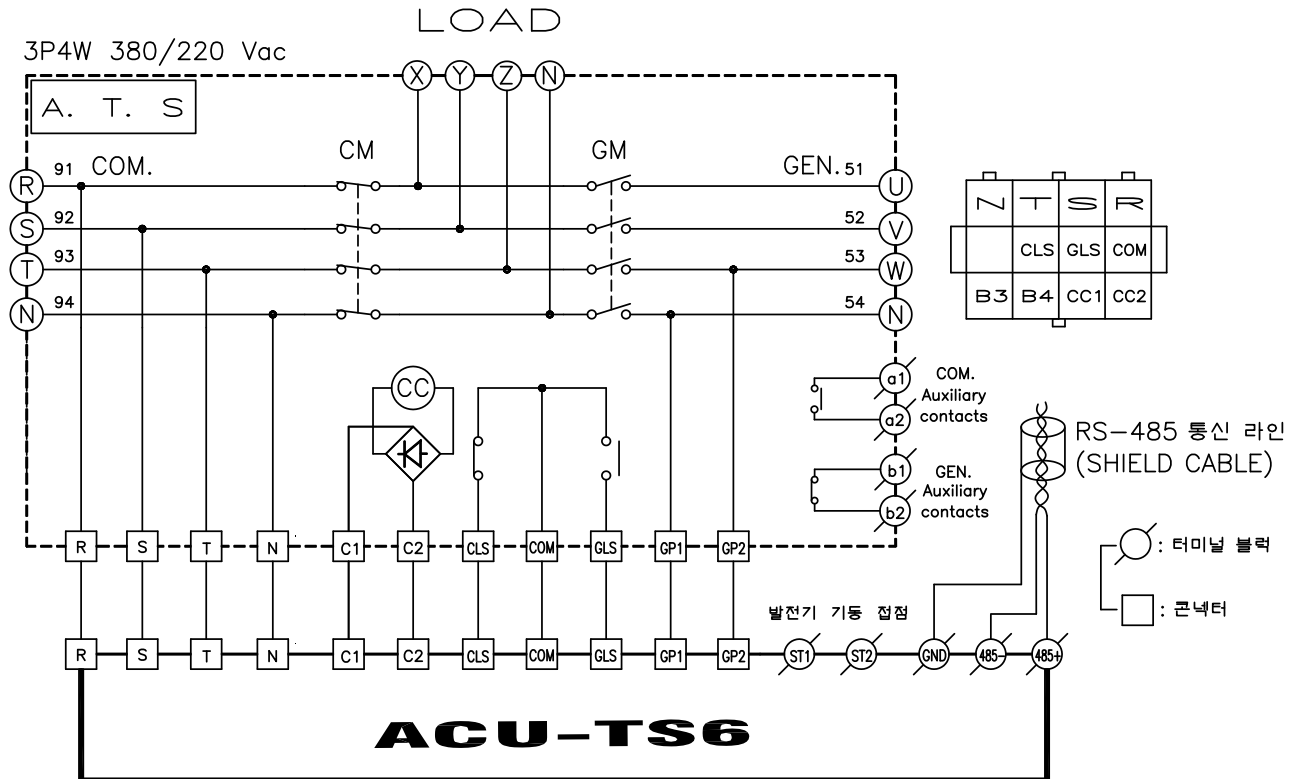 LOAD
3P4W 380/220 Vac
X Y Z N
A. T. S
CM GM
91 COM. GEN. 51
R U
92 52
S V
93 53
T W
94 54
N N
N T S R
CLS GLS COM
B3 B4 CC1 CC2
CC
a1 COM.
Auxiliary
a2 contacts
b1 GEN.
Auxiliary
b2 contacts
RS-485 통신 라인
(SHIELD CABLE)
R S T N C1 C2 CLS COM GLS GP1 GP2
: 터미널 블럭
발전기 기동 접점
: 콘넥터
R S T N C1 C2 CLS COM GLS GP1 GP2 ST1 ST2 GND 485- 485+
ACU-TS6